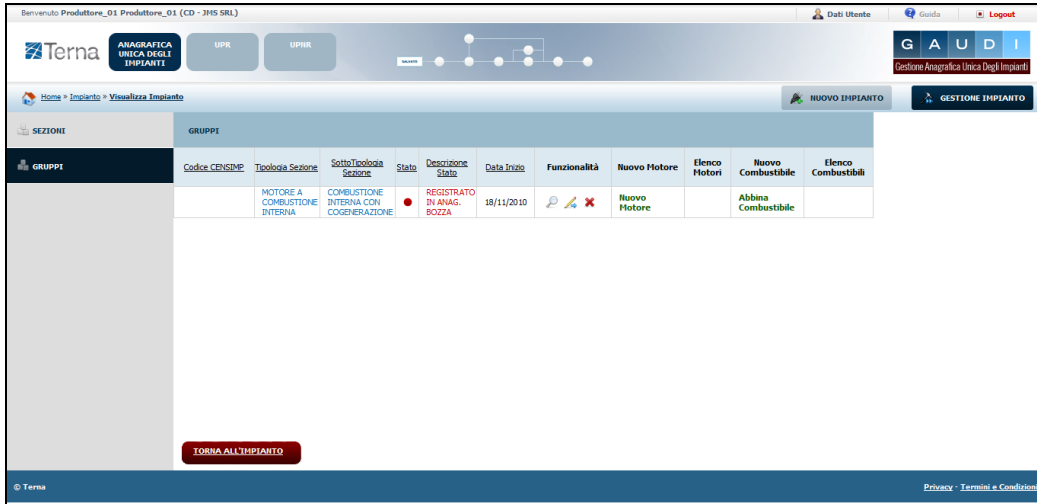 Benvenuto Produttore_01 Produttore_01 (CD - JMS SRL)
Dati Utente
Guida
Logout
Terna
ANAGRAFICA
UNICA DEGLI
IMPIANTI
UPR
UPNR
G A U D I
Gestione Anagrafica Unica Degli Impianti
Home » Impianto » Visualizza Impianto
NUOVO IMPIANTO
GESTIONE IMPIANTO
SEZIONI
GRUPPI
GRUPPI
Codice CENSIMP
Tipologia Sezione
SottoTipologia
Sezione
Stato
Descrizione
Stato
Data Inizio
Funzionalità
Nuovo Motore
Elenco
Motori
Nuovo
Combustibile
Elenco
Combustibili
MOTORE A
COMBUSTIONE
INTERNA
COMBUSTIONE
INTERNA CON
COGENERAZIONE
REGISTRATO
IN ANAG.
BOZZA
18/11/2010
Nuovo
Motore
Abbina
Combustibile
TORNA ALL'IMPIANTO
© Terna
Privacy - Termini e Condizioni